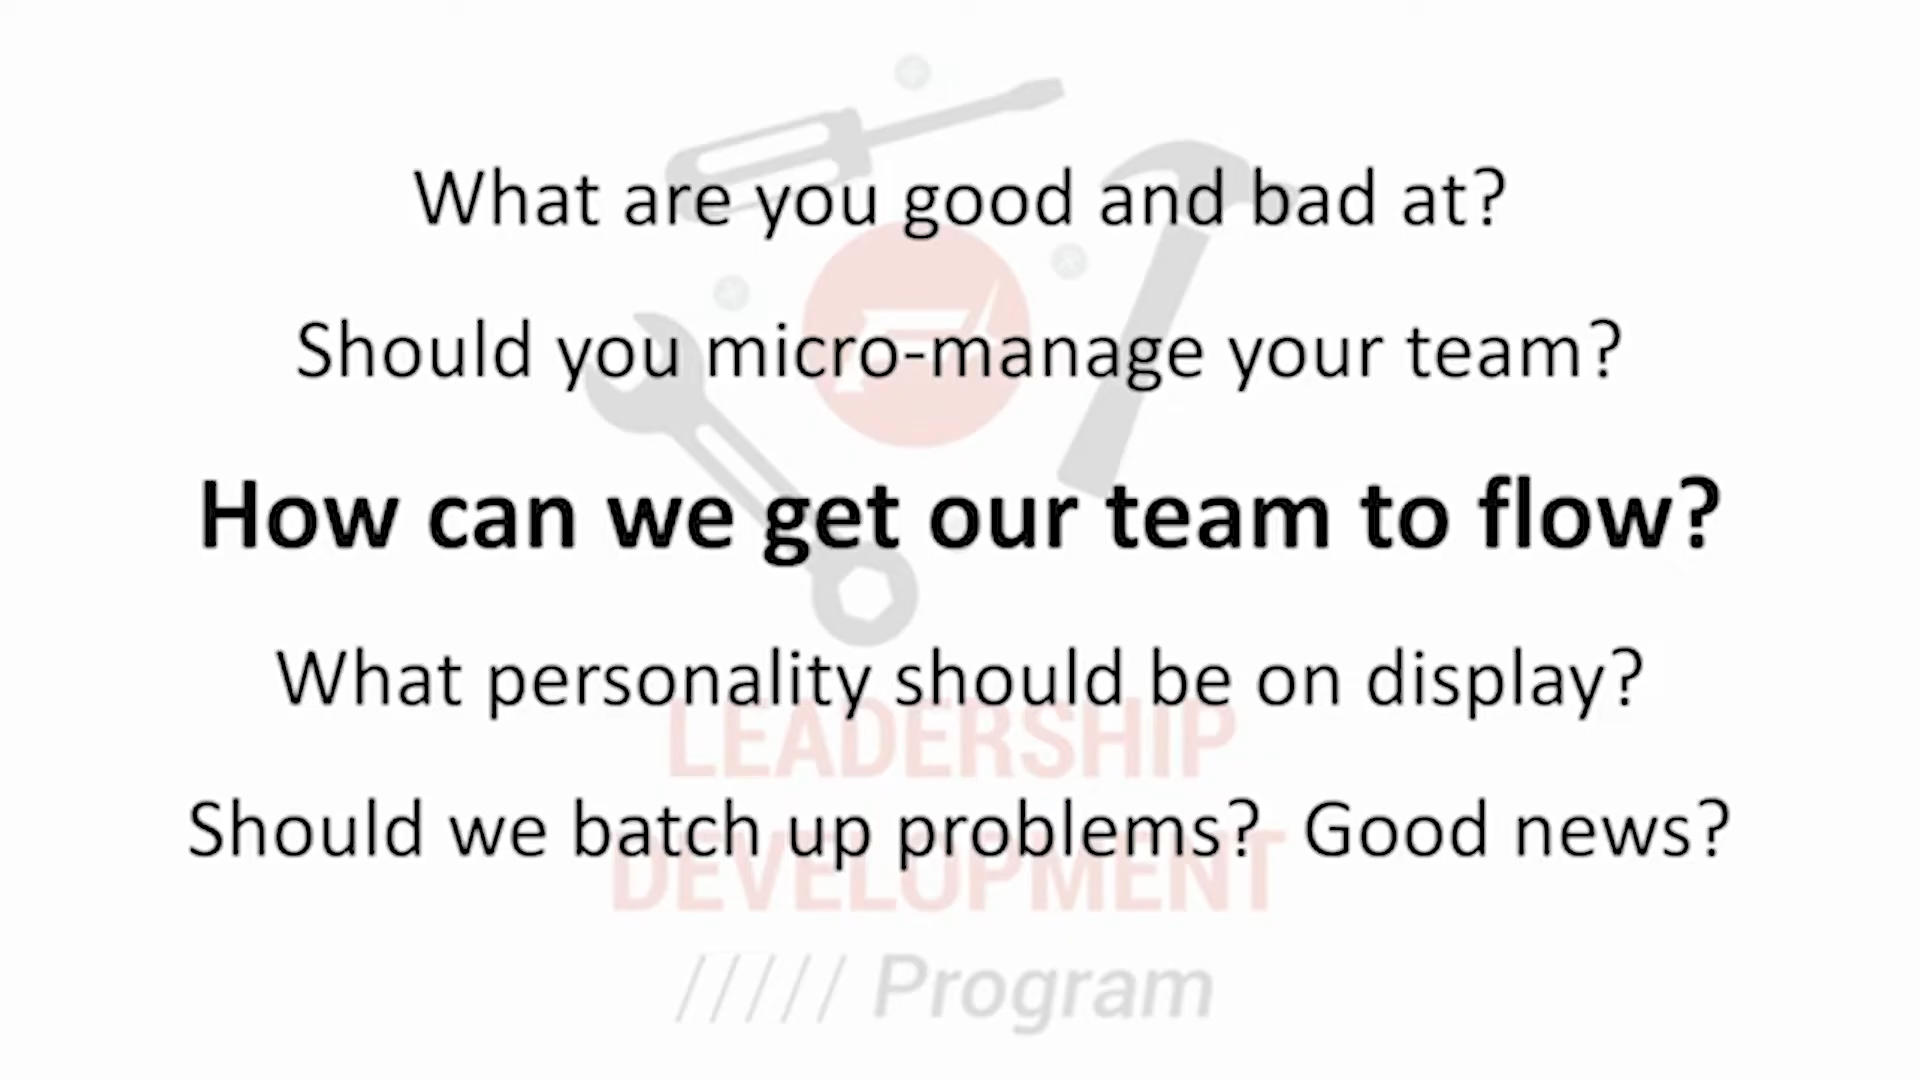 What are you good and bad at?
Should you micro-manage your team?
How can we get our team to flow?
What personality should be on display?
LEADERSHIP
Should we batch up problems?  Good news?
DEVELOPMENT
///// Program